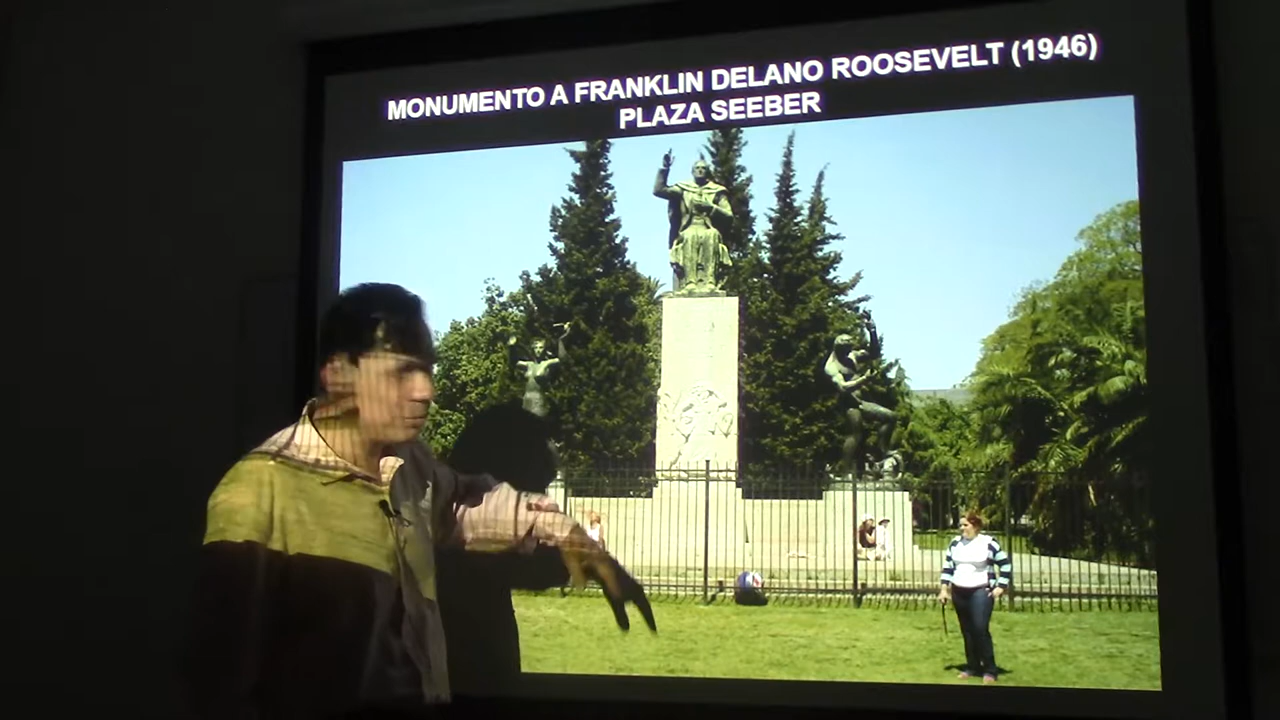 MONUMENTO A FRANKLIN DELANO ROOSEVELT (1946)
PLAZA SEEBER